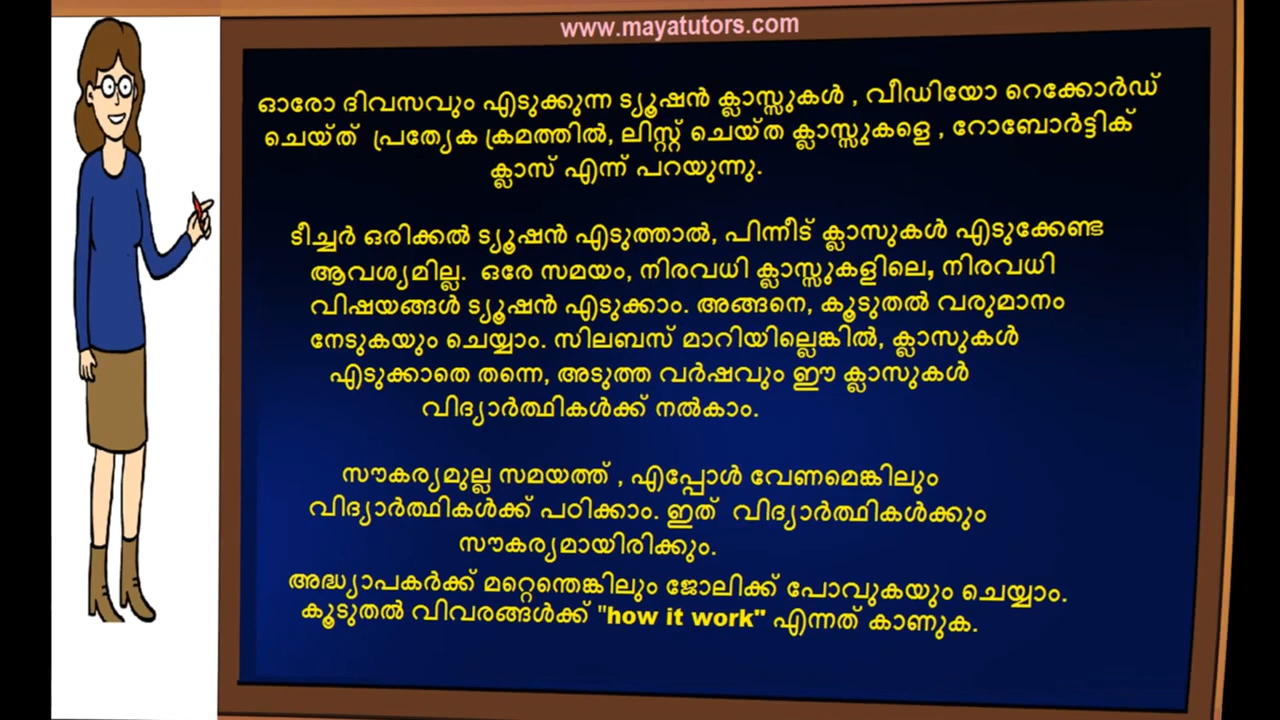 www.mayatutors.com
ഓരോ ദിവസവും എടുക്കുന്ന ട്യൂഷൻ ക്ലാസ്സുകൾ , വീഡിയോ റെക്കോർഡ്
ചെയ്ത് പ്രത്യേക ക്രമത്തിൽ, ലിസ്റ്റ് ചെയ്ത ക്ലാസ്സുകളെ , റോബോർട്ടിക്
ക്ലാസ് എന്ന് പറയുന്നു.
ടീച്ചർ ഒരിക്കൽ ട്യൂഷൻ എടുത്താൽ, പിന്നീട് ക്ലാസുകൾ എടുക്കേണ്ട
ആവശ്യമില്ല. ഒരേ സമയം, നിരവധി ക്ലാസ്സുകളിലെ, നിരവധി
വിഷയങ്ങൾ ട്യൂഷൻ എടുക്കാം. അങ്ങനെ, കൂടുതൽ വരുമാനം
നേടുകയും ചെയ്യാം. സിലബസ് മാറിയില്ലെങ്കിൽ, ക്ലാസുകൾ
എടുക്കാതെ തന്നെ, അടുത്ത വർഷവും ഈ ക്ലാസുകൾ
വിദ്യാർത്ഥികൾക്ക് നൽകാം.
സൗകര്യമുല്ല സമയത്ത് , എപ്പോൾ വേണമെങ്കിലും
വിദ്യാർത്ഥികൾക്ക് പഠിക്കാം. ഇത് വിദ്യാർത്ഥികൾക്കും
സൗകര്യമായിരിക്കും.
അദ്ധ്യാപകർക്ക് മറ്റെന്തെങ്കിലും ജോലിക്ക് പോവുകയും ചെയ്യാം.
കൂടുതൽ വിവരങ്ങൾക്ക് "how it work" എന്നത് കാണുക.